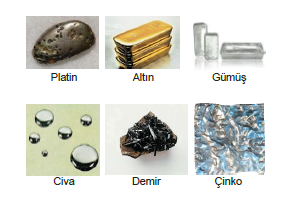 Platin Altın Gümüş
Civa Demir Çinko